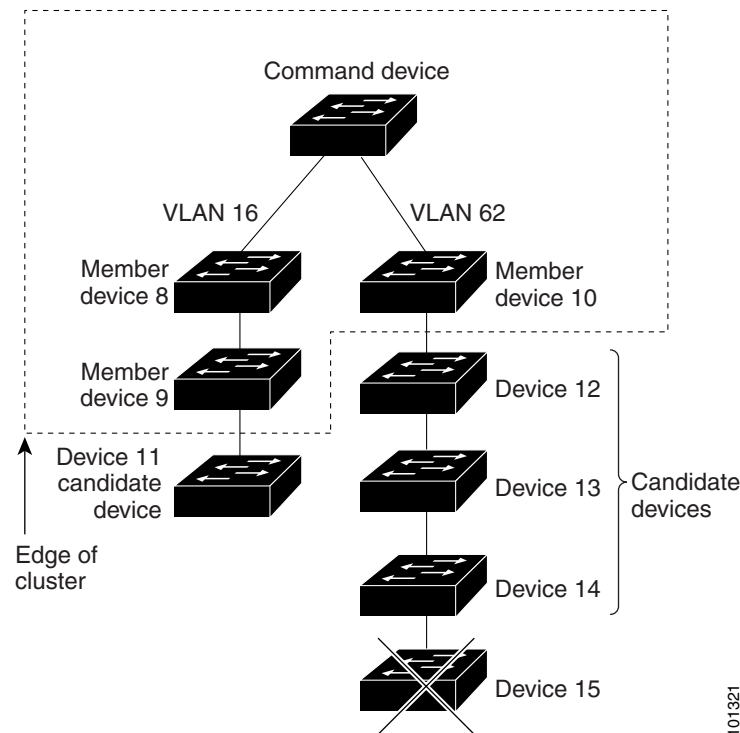 Command device
VLAN 16
VLAN 62
Member
device 8
Member
device 10
Member
device 9
Device 12
Device 11
candidate
device
Device 13
Candidate
devices
Edge of
cluster
Device 14
Device 15
101321